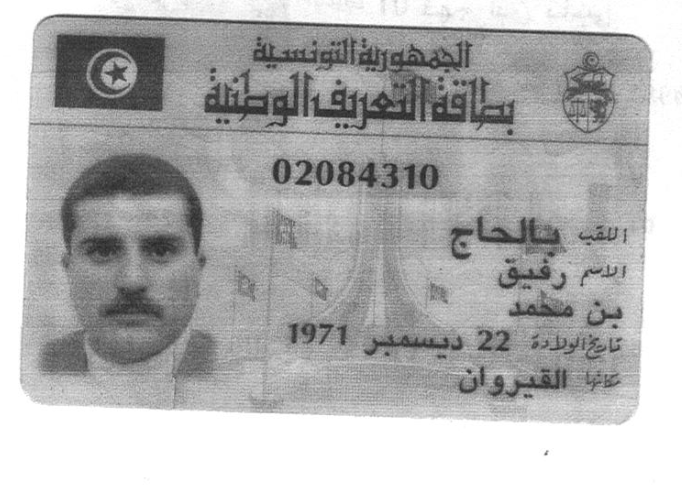 الجمهورية التونسية
بطاقة التعريف الوطنية
02084310
اللقب بالحاج
الاسم رفيق
بن محمد
تاريخ الولادة 22 ديسمبر 1971
مكانها القيروان